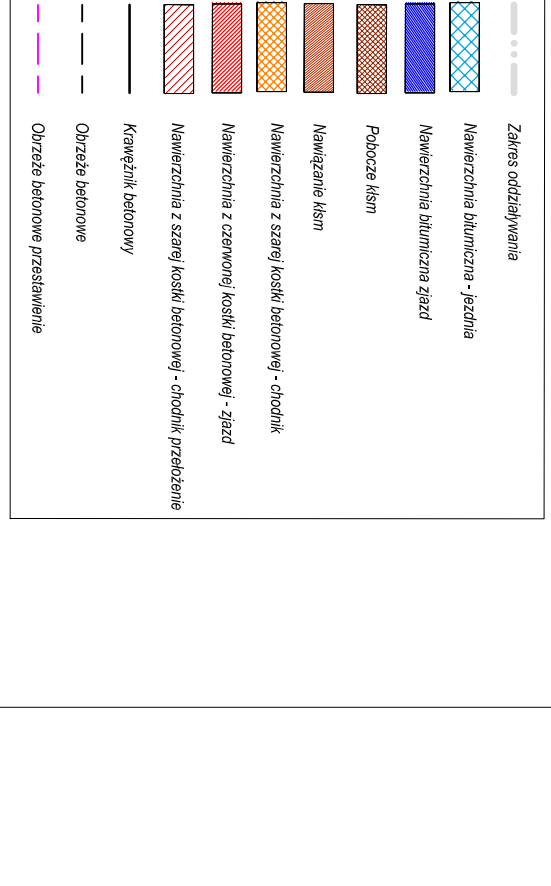 Zakres oddziaływania
Nawierzchnia bitumiczna - jezdnia
Nawierzchnia bitumiczna zjazd
Pobocze kłsm
Nawiązanie kłsm
Nawierzchnia z szarej kostki betonowej - chodnik
Nawierzchnia z czerwonej kostki betonowej - zjazd
Nawierzchnia z szarej kostki betonowej - chodnik przełożenie
Krawężnik betonowy
Obrzeże betonowe
Obrzeże betonowe przestawienie